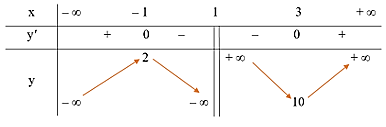 x – ∞ – 1 1 3 + ∞
y' + 0 – – 0 +
2 + ∞ + ∞
y
– ∞ – ∞ 10